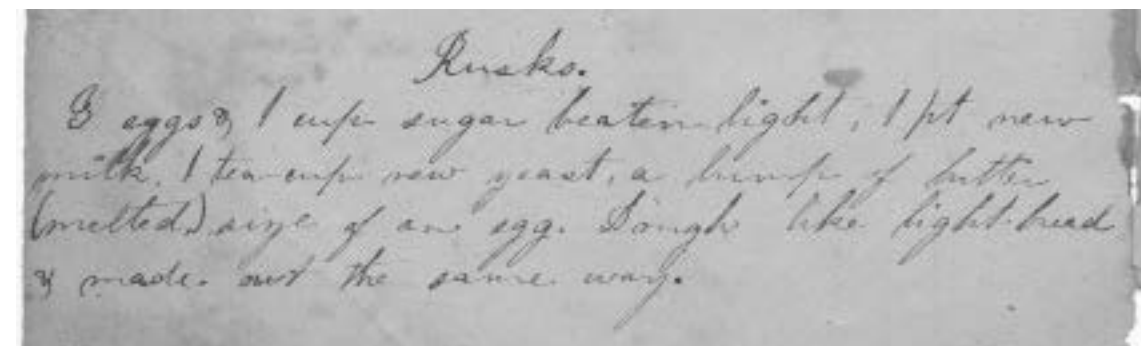 Rusks.
3 eggs & 1 cup sugar beaten light, 1 pt new
milk, 1 tea-cup new yeast, a lump of butter
(melted) size of an egg. Dough like light-bread
& made out the same way.